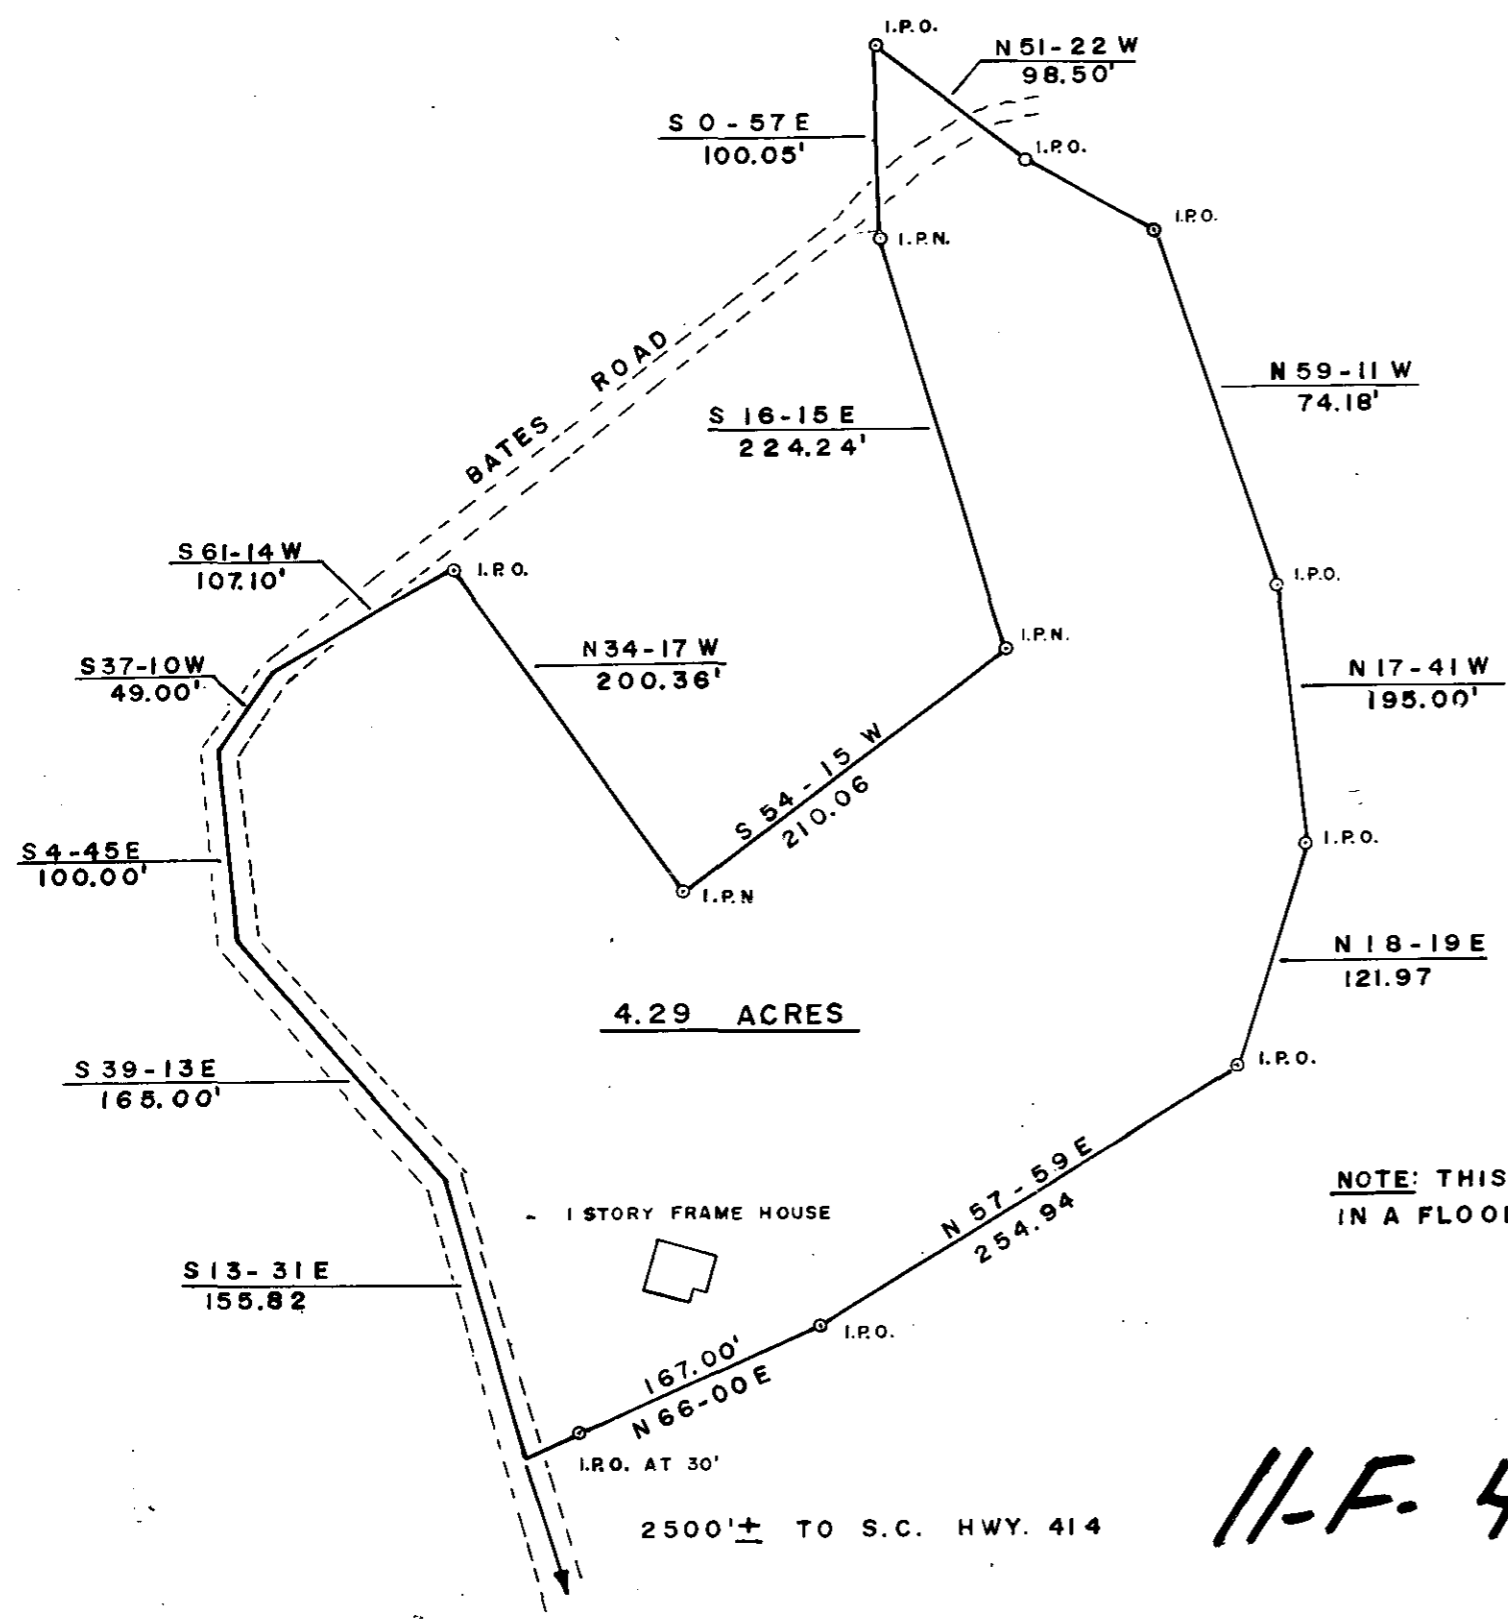 I.P.O.
N 51-22 W
98.50'
S 0-57 E
100.05'
I.P.O.
I.P.O.
I.P.N.
BATES ROAD
N 59-11 W
74.18'
S 16-15 E
224.24'
S 61-14 W
107.10'
I.P.O.
I.P.O.
N 34-17 W
200.36'
I.P.N.
S 37-10 W
49.00'
N 17-41 W
195.00'
S 54-15 W
210.06
S 4-45 E
100.00'
I.P.N
I.P.O.
N 18-19 E
121.97
4.29 ACRES
I.P.O.
S 39-13 E
165.00'
N 57-59 E
254.94
NOTE: THIS
IN A FLOO
1 STORY FRAME HOUSE
S 13-31 E
155.82
I.P.O.
167.00'
N 66-00 E
I.P.O. AT 30'
2500'± TO S.C. HWY. 414
11-F. 4